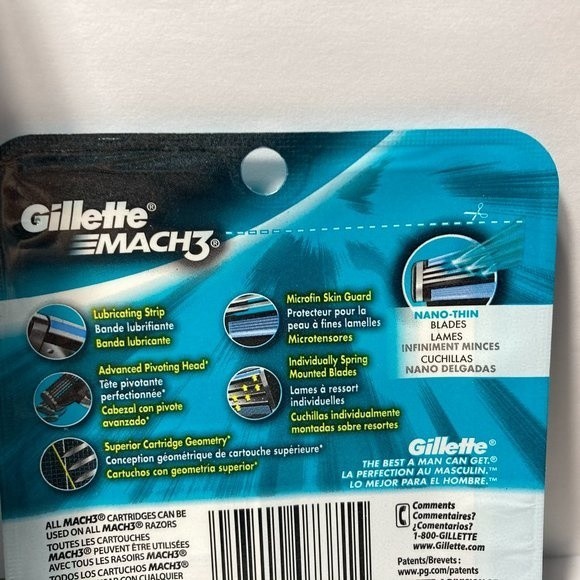 Gillette®
MACH3®
Lubricating Strip
Bande lubrifiante
Banda lubricante
Microfin Skin Guard
Protecteur pour la
peau à fines lamelles
Microtensores
NANO-THIN
BLADES
LAMES
INFINIMENT MINCES
CUCHILLAS
NANO DELGADAS
Advanced Pivoting Head*
Tête pivotante
perfectionnée*
Cabezal con pivote
avanzado*
Individually Spring
Mounted Blades
Lames à ressort
individuelles
Cuchillas individualmente
montadas sobre resortes
Superior Cartridge Geometry*
Conception géométrique de cartouche supérieure*
Cartuchos con geometría superior*
Gillette®
THE BEST A MAN CAN GET.®
LA PERFECTION AU MASCULIN.™
LO MEJOR PARA EL HOMBRE.™
ALL MACH3® CARTRIDGES CAN BE
USED ON ALL MACH3® RAZORS
TOUTES LES CARTOUCHES
MACH3® PEUVENT ÊTRE UTILISÉES
AVEC TOUS LES RASOIRS MACH3®
TODOS LOS CARTUCHOS MACH3®
CON CUALQUIER
Comments
Commentaires?
¿Comentarios?
1-800-GILLETTE
www.Gillette.com
Patents/Brevets:
www.pg.com/patents